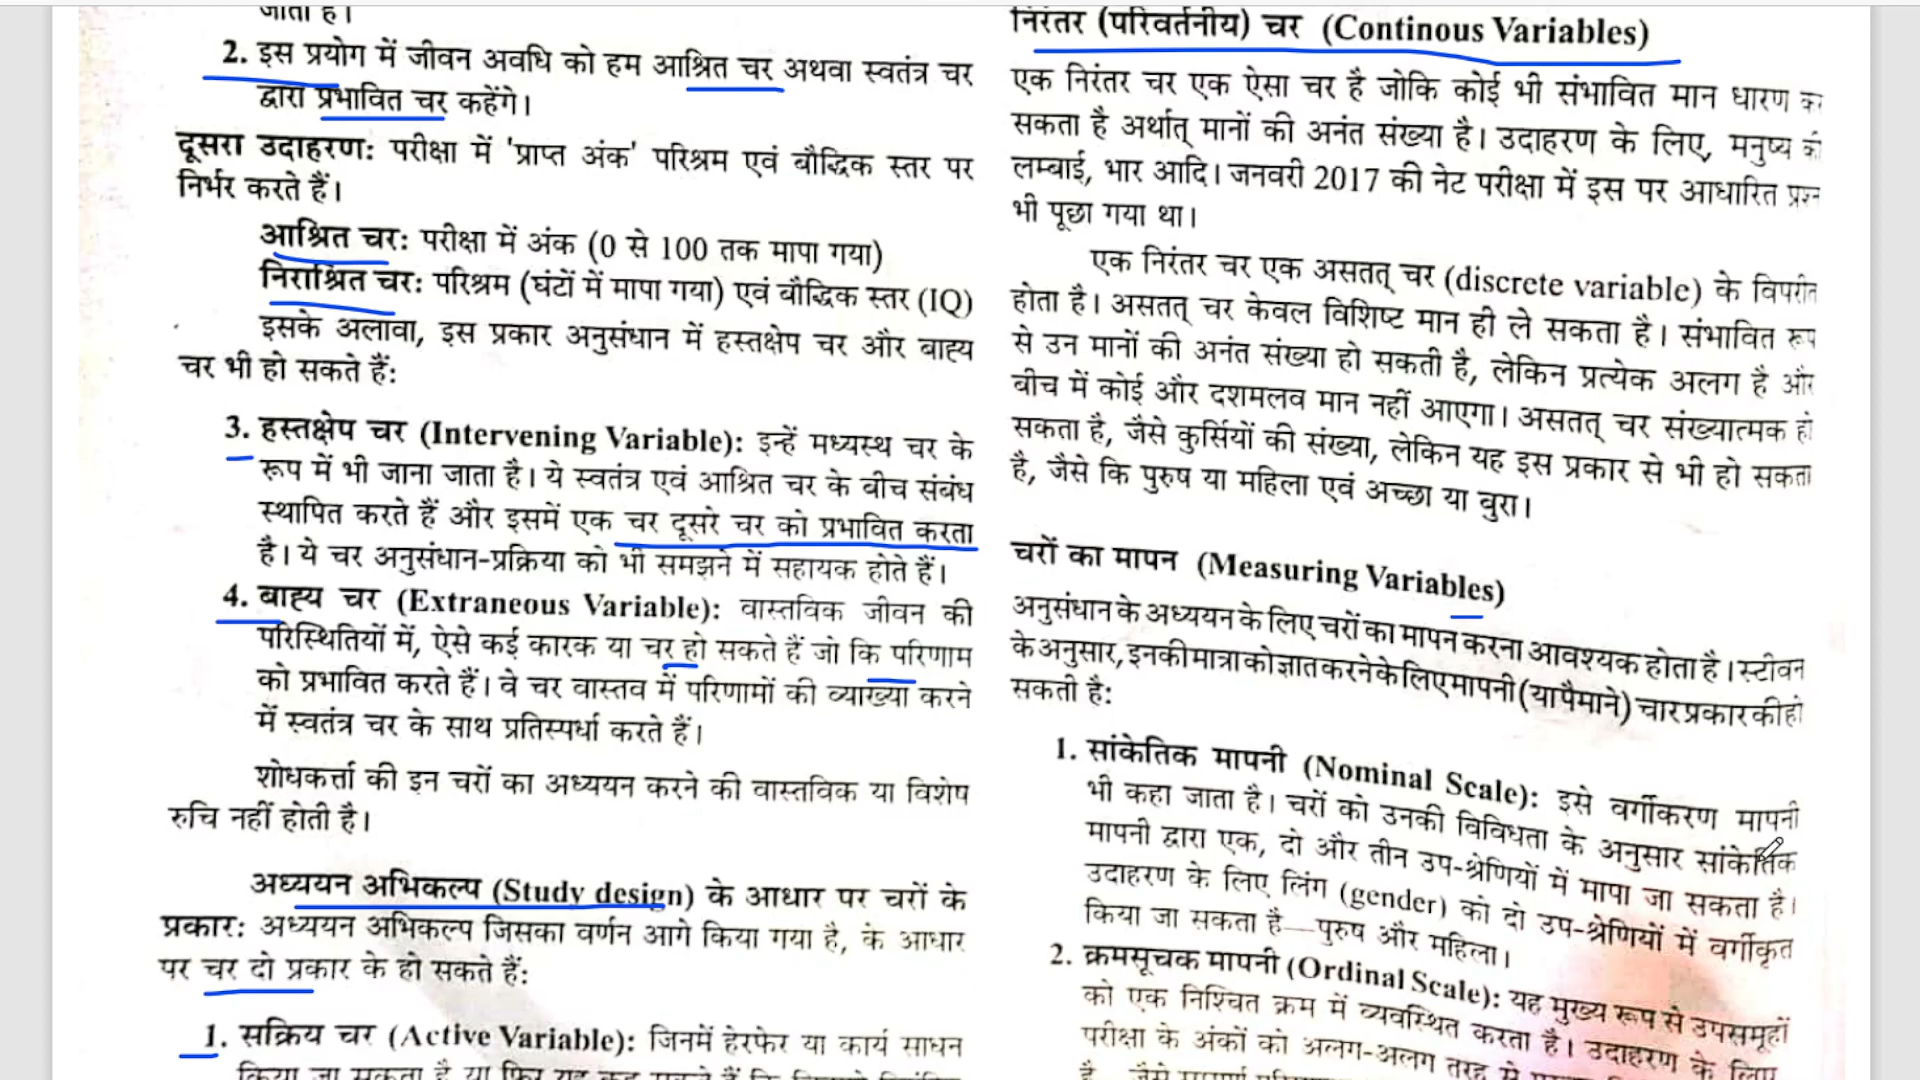 जाता है।
2. इस प्रयोग में जीवन अवधि को हम आश्रित चर अथवा स्वतंत्र चर
द्वारा प्रभावित चर कहेंगे।
दूसरा उदाहरण: परीक्षा में 'प्राप्त अंक' परिश्रम एवं बौद्धिक स्तर पर
निर्भर करते हैं।
आश्रित चर: परीक्षा में अंक (0 से 100 तक मापा गया)
निराश्रित चर: परिश्रम (घंटों में मापा गया) एवं बौद्धिक स्तर (IQ)
इसके अलावा, इस प्रकार अनुसंधान में हस्तक्षेप चर और बाह्य
चर भी हो सकते हैं:
3. हस्तक्षेप चर (Intervening Variable): इन्हें मध्यस्थ चर के
रूप में भी जाना जाता है। ये स्वतंत्र एवं आश्रित चर के बीच संबंध
स्थापित करते हैं और इसमें एक चर दूसरे चर को प्रभावित करता
है। ये चर अनुसंधान-प्रक्रिया को भी समझने में सहायक होते हैं।
4. बाह्य चर (Extraneous Variable): वास्तविक जीवन की
परिस्थितियों में, ऐसे कई कारक या चर हो सकते हैं जो कि परिणाम
को प्रभावित करते हैं। वे चर वास्तव में परिणामों की व्याख्या करने
में स्वतंत्र चर के साथ प्रतिस्पर्धा करते हैं।
शोधकर्त्ता की इन चरों का अध्ययन करने की वास्तविक या विशेष
रुचि नहीं होती है।
अध्ययन अभिकल्प (Study design) के आधार पर चरों के
प्रकार: अध्ययन अभिकल्प जिसका वर्णन आगे किया गया है, के आधार
पर चर दो प्रकार के हो सकते हैं:
1. सक्रिय चर (Active Variable): जिनमें हेरफेर या कार्य साधन
निरंतर (परिवर्तनीय) चर (Continous Variables)
एक निरंतर चर एक ऐसा चर है जोकि कोई भी संभावित मान धारण कर
सकता है अर्थात् मानों की अनंत संख्या है। उदाहरण के लिए, मनुष्य की
लम्बाई, भार आदि। जनवरी 2017 की नेट परीक्षा में इस पर आधारित प्रश्न
भी पूछा गया था।
एक निरंतर चर एक असतत् चर (discrete variable) के विपरीत
होता है। असतत् चर केवल विशिष्ट मान ही ले सकता है। संभावित रूप
से उन मानों की अनंत संख्या हो सकती है, लेकिन प्रत्येक अलग है और
बीच में कोई और दशमलव मान नहीं आएगा। असतत् चर संख्यात्मक हो
सकता है, जैसे कुर्सियों की संख्या, लेकिन यह इस प्रकार से भी हो सकता
है, जैसे कि पुरुष या महिला एवं अच्छा या बुरा।
चरों का मापन (Measuring Variables)
अनुसंधान के अध्ययन के लिए चरों का मापन करना आवश्यक होता है। स्टीवन
के अनुसार, इनकी मात्रा को ज्ञात करने के लिए मापनी (या पैमाने) चार प्रकार की हो
सकती है:
1. सांकेतिक मापनी (Nominal Scale): इसे वर्गीकरण मापनी
भी कहा जाता है। चरों को उनकी विविधता के अनुसार सांकेतिक
मापनी द्वारा एक, दो और तीन उप-श्रेणियों में मापा जा सकता है।
उदाहरण के लिए लिंग (gender) को दो उप-श्रेणियों में वर्गीकृत
किया जा सकता है—पुरुष और महिला।
2. क्रमसूचक मापनी (Ordinal Scale): यह मुख्य रूप से उपसमूहों
को एक निश्चित क्रम में व्यवस्थित करता है। उदाहरण के लिए,
परीक्षा के अंकों को अलग-अलग तरह से